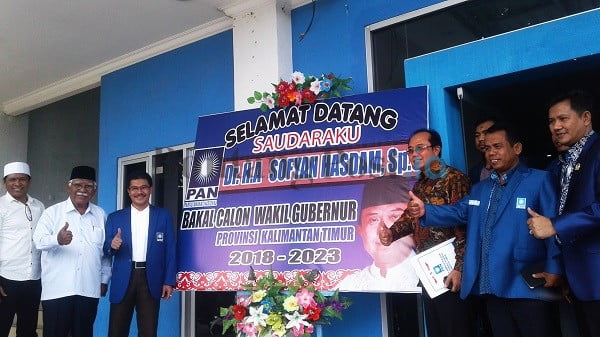 SELAMAT DATANG
SAUDARAKU
PAN
Dr. H.A. SOFYAN HASDAM, Sp.
BAKAL CALON WAKIL GUBERNUR
PROVINSI KALIMANTAN TIMUR
2018 - 2023